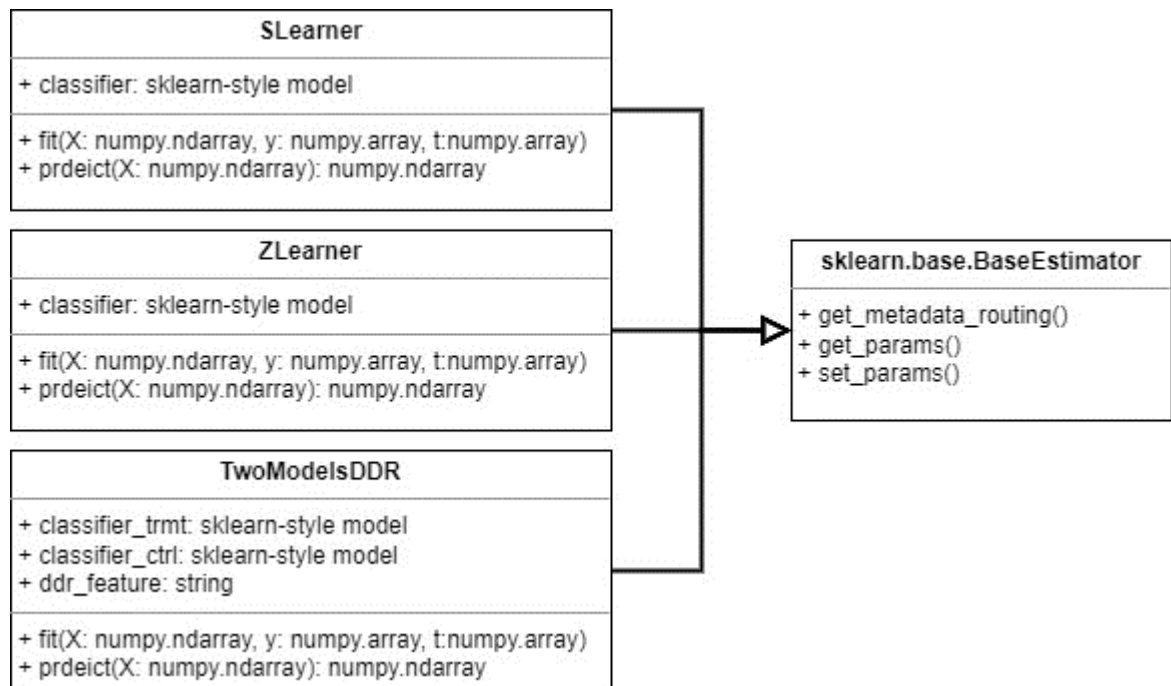 SLearner
+ classifier: sklearn-style model
+ fit(X: numpy.ndarray, y: numpy.array, t:numpy.array)
+ prdeict(X: numpy.ndarray): numpy.ndarray
ZLearner
+ classifier: sklearn-style model
+ fit(X: numpy.ndarray, y: numpy.array, t:numpy.array)
+ prdeict(X: numpy.ndarray): numpy.ndarray
TwoModelsDDR
+ classifier_trmt: sklearn-style model
+ classifier_ctrl: sklearn-style model
+ ddr_feature: string
+ fit(X: numpy.ndarray, y: numpy.array, t:numpy.array)
+ prdeict(X: numpy.ndarray): numpy.ndarray
sklearn.base.BaseEstimator
+ get_metadata_routing()
+ get_params()
+ set_params()